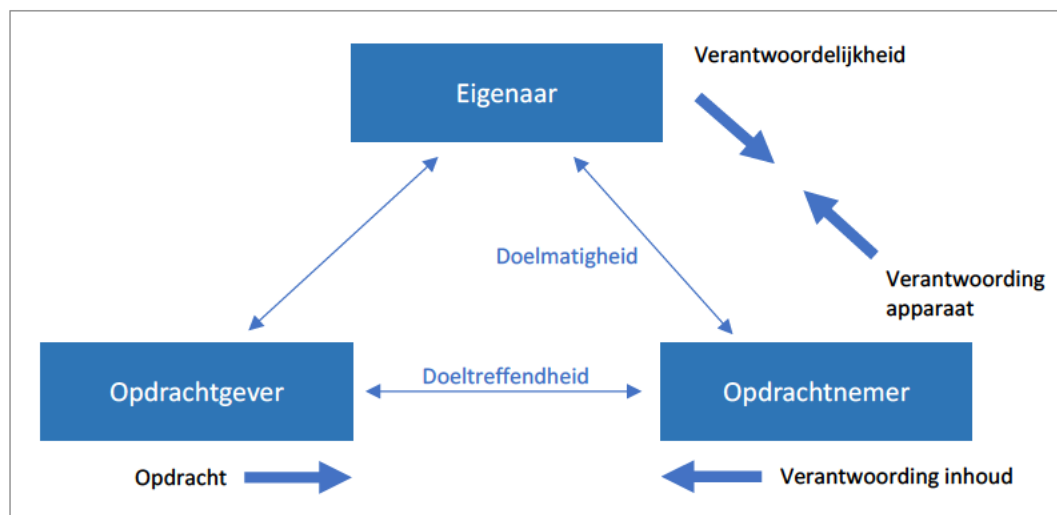 Verantwoordelijkheid
Eigenaar
Doelmatigheid
Verantwoording
apparaat
Opdrachtgever
Doeltreffendheid
Opdrachtnemer
Opdracht
Verantwoording inhoud